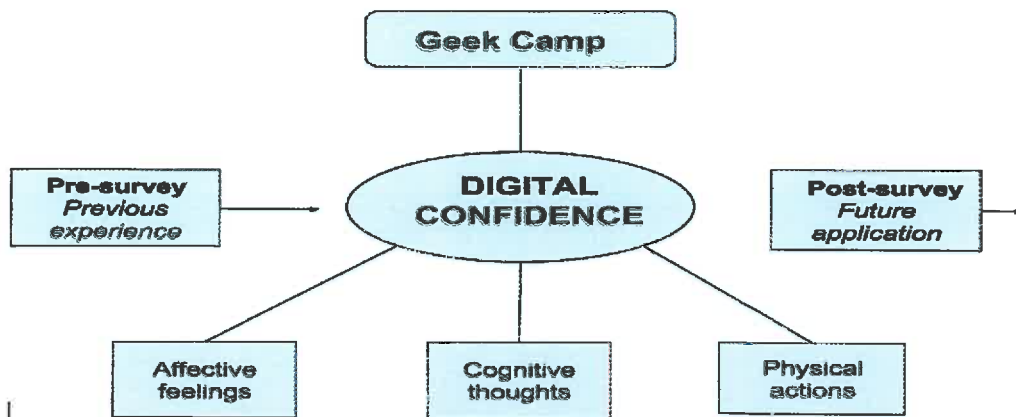 Geek Camp
Pre-survey
Previous
experience
DIGITAL
CONFIDENCE
Post-survey
Future
application
Affective
feelings
Cognitive
thoughts
Physical
actions